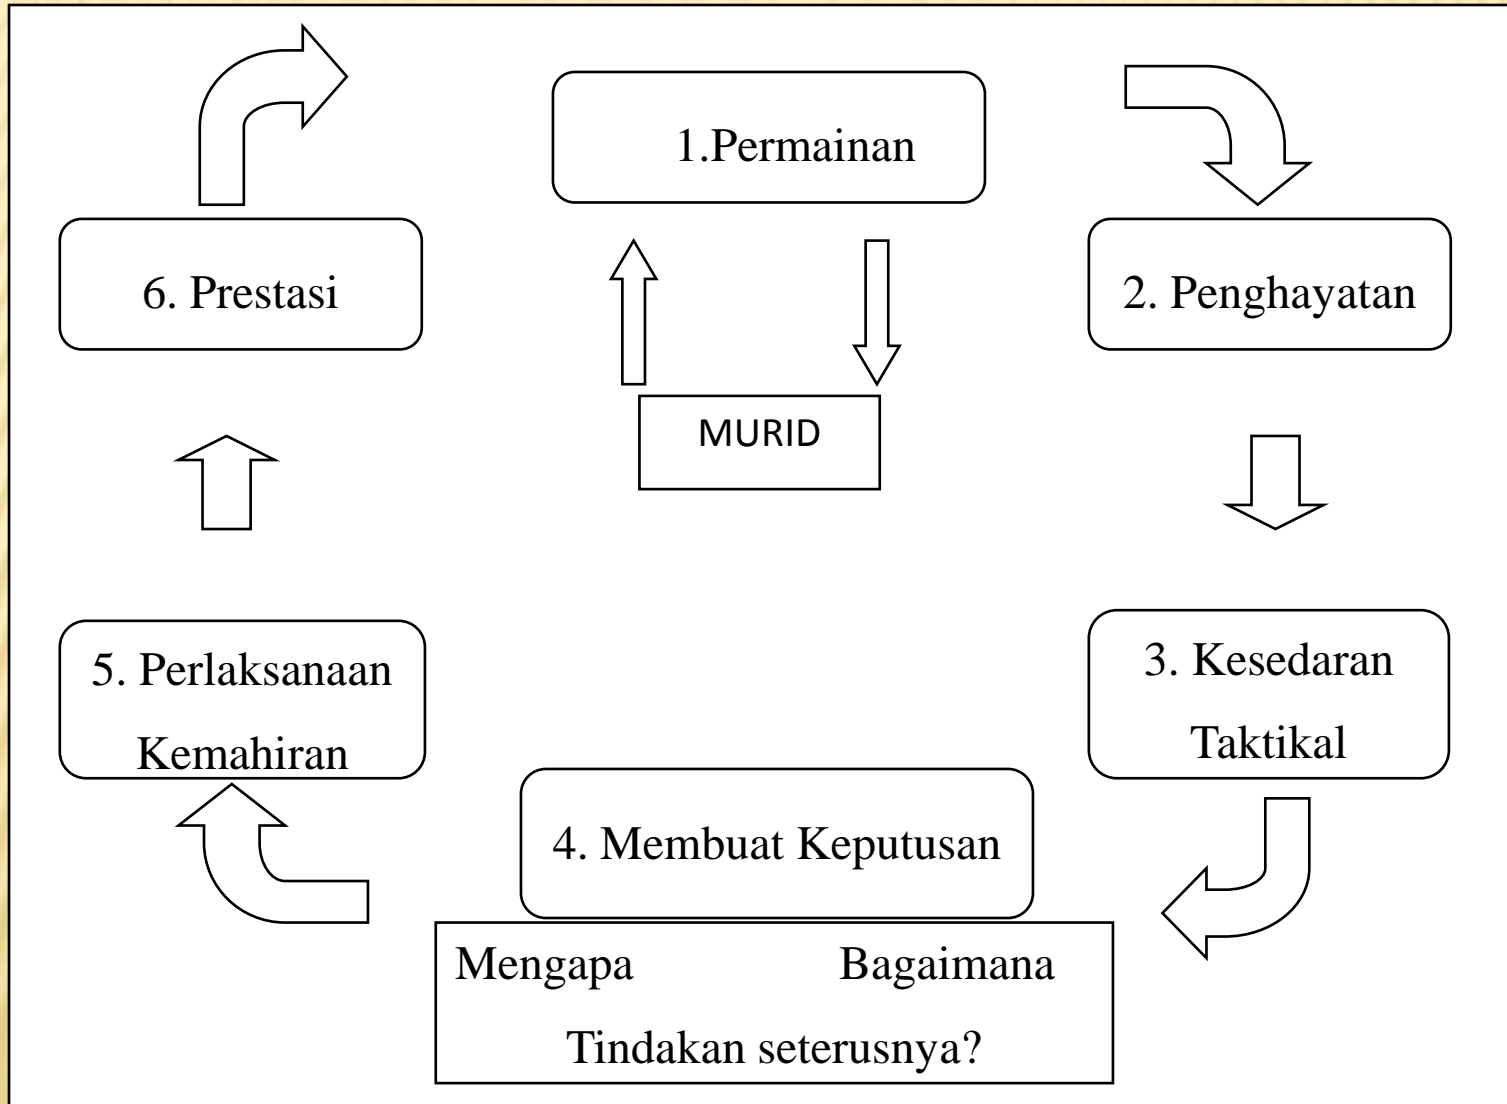 1.Permainan
2. Penghayatan
3. Kesedaran
Taktikal
4. Membuat Keputusan
Mengapa Bagaimana
Tindakan seterusnya?
5. Perlaksanaan
Kemahiran
6. Prestasi
MURID